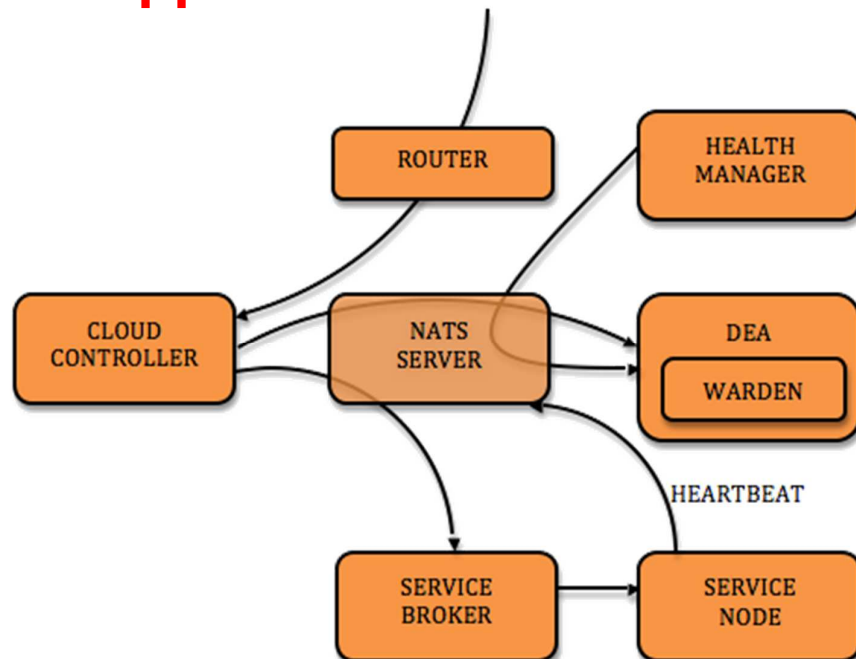 ROUTER
HEALTH
MANAGER
CLOUD
CONTROLLER
NATS
SERVER
DEA
WARDEN
HEARTBEAT
SERVICE
BROKER
SERVICE
NODE